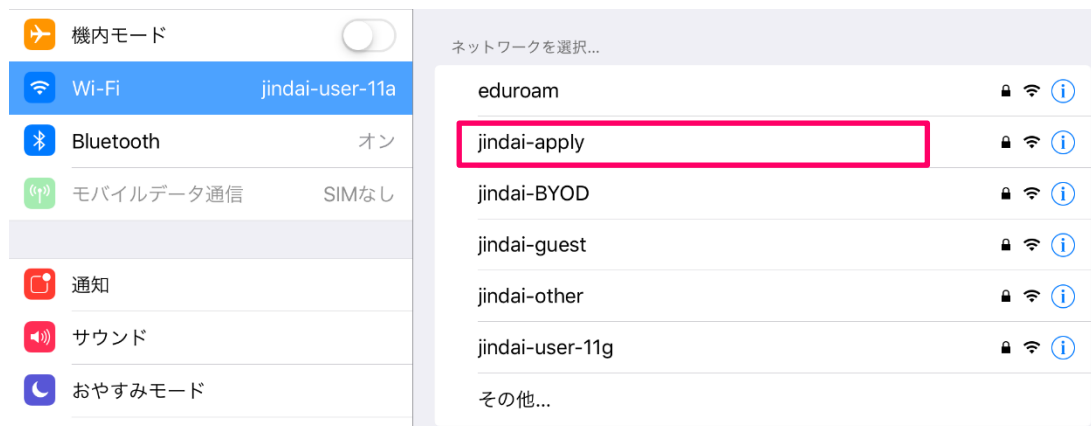 機内モード
Wi-Fi jindai-user-11a
Bluetooth オン
モバイルデータ通信 SIMなし
通知
サウンド
おやすみモード
ネットワークを選択...
eduroam
jindai-apply
jindai-BYOD
jindai-guest
jindai-other
jindai-user-11g
その他...